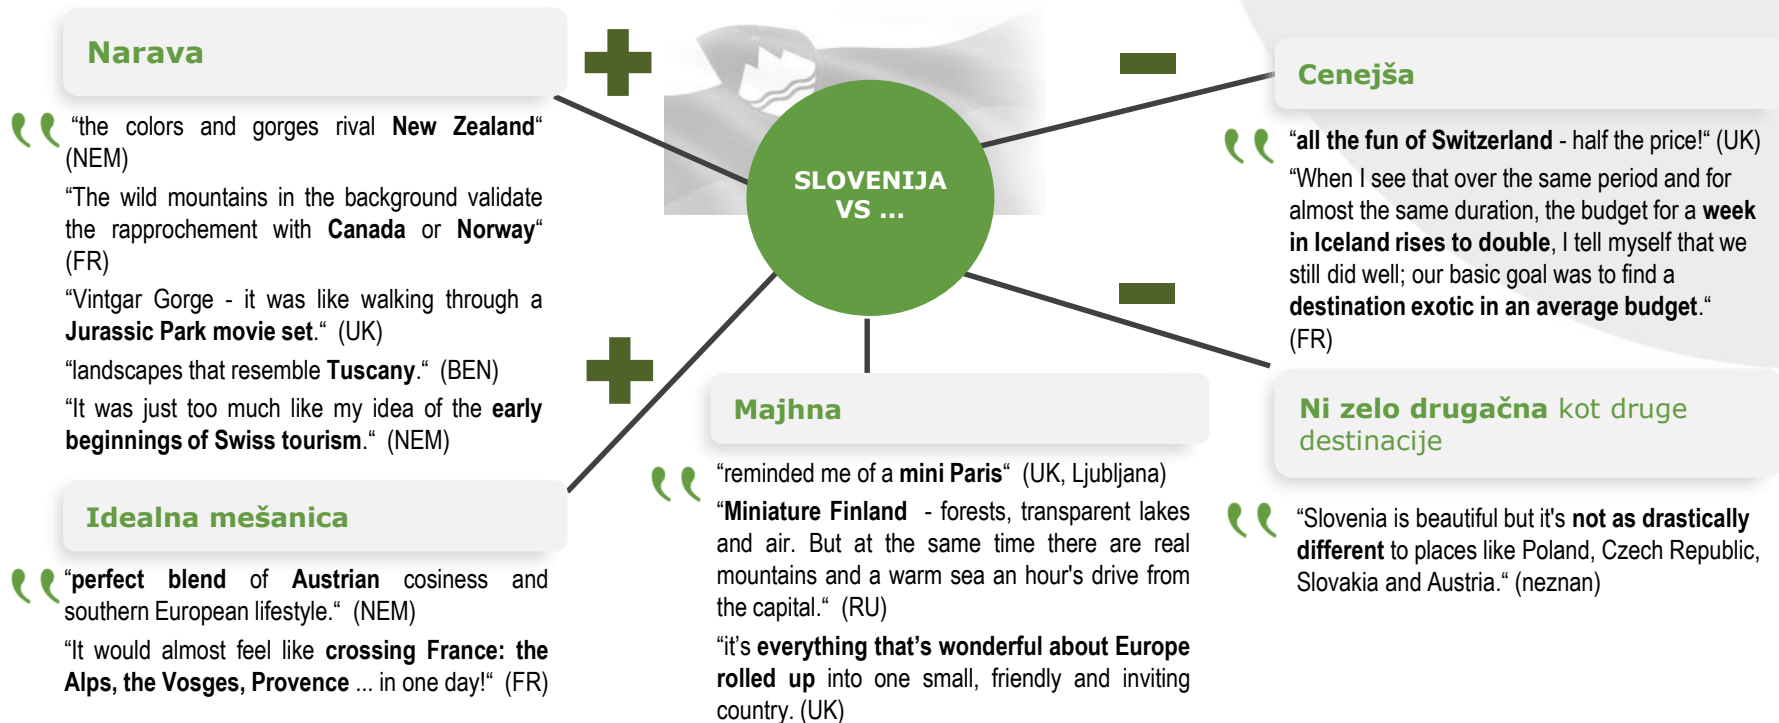 Narava
“the colors and gorges rival New Zealand“
(NEM)
“The wild mountains in the background validate
the rapprochement with Canada or Norway“
(FR)
“Vintgar Gorge - it was like walking through a
Jurassic Park movie set.“ (UK)
“landscapes that resemble Tuscany.“ (BEN)
“It was just too much like my idea of the early
beginnings of Swiss tourism.“ (NEM)
Idealna mešanica
“perfect blend of Austrian cosiness and
southern European lifestyle.“ (NEM)
“It would almost feel like crossing France: the
Alps, the Vosges, Provence ... in one day!“ (FR)
SLOVENIJA
VS ...
Majhna
“reminded me of a mini Paris“ (UK, Ljubljana)
“Miniature Finland - forests, transparent lakes
and air. But at the same time there are real
mountains and a warm sea an hour's drive from
the capital.“ (RU)
“it’s everything that’s wonderful about Europe
rolled up into one small, friendly and inviting
country. (UK)
Cenejša
“all the fun of Switzerland - half the price!“ (UK)
“When I see that over the same period and for
almost the same duration, the budget for a week
in Iceland rises to double, I tell myself that we
still did well; our basic goal was to find a
destination exotic in an average budget.“
(FR)
Ni zelo drugačna kot druge
destinacije
“Slovenia is beautiful but it's not as drastically
different to places like Poland, Czech Republic,
Slovakia and Austria.“ (neznan)